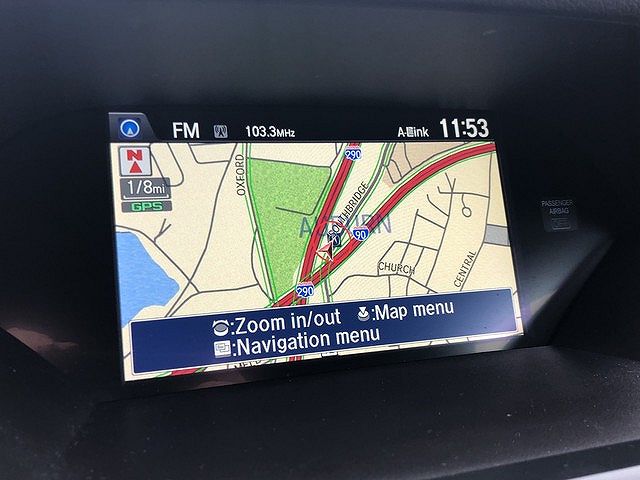 FM 103.3MHz A-Link 11:53
N
1/8mi
GPS
OXFORD
290
SOUTHBRIDGE
AUBURN
90
CHURCH
CENTRAL
290
:Zoom in/out :Map menu
:Navigation menu
PASSENGER
AIRBAG